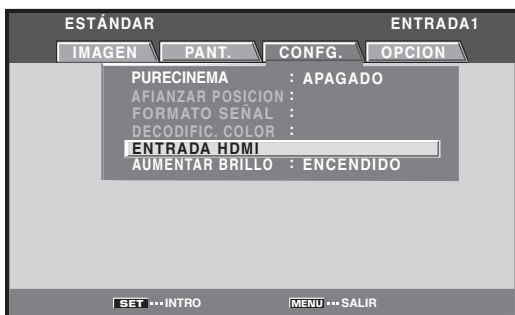 ESTÁNDAR ENTRADA1
IMAGEN PANT. CONFG. OPCION
PURECINEMA : APAGADO
AFIANZAR POSICION :
FORMATO SEÑAL :
DECODIFIC. COLOR :
ENTRADA HDMI
AUMENTAR BRILLO : ENCENDIDO
SET ••• INTRO MENU ••• SALIR